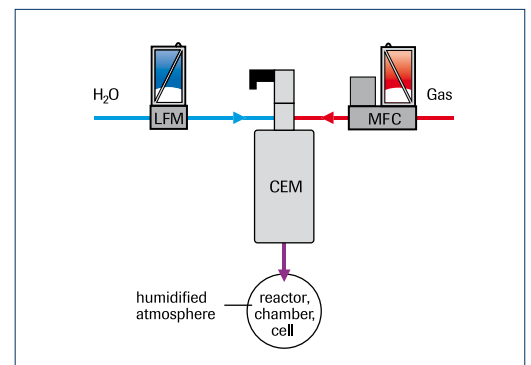 H₂O
LFM
MFC
Gas
CEM
humidified
atmosphere
reactor,
chamber,
cell